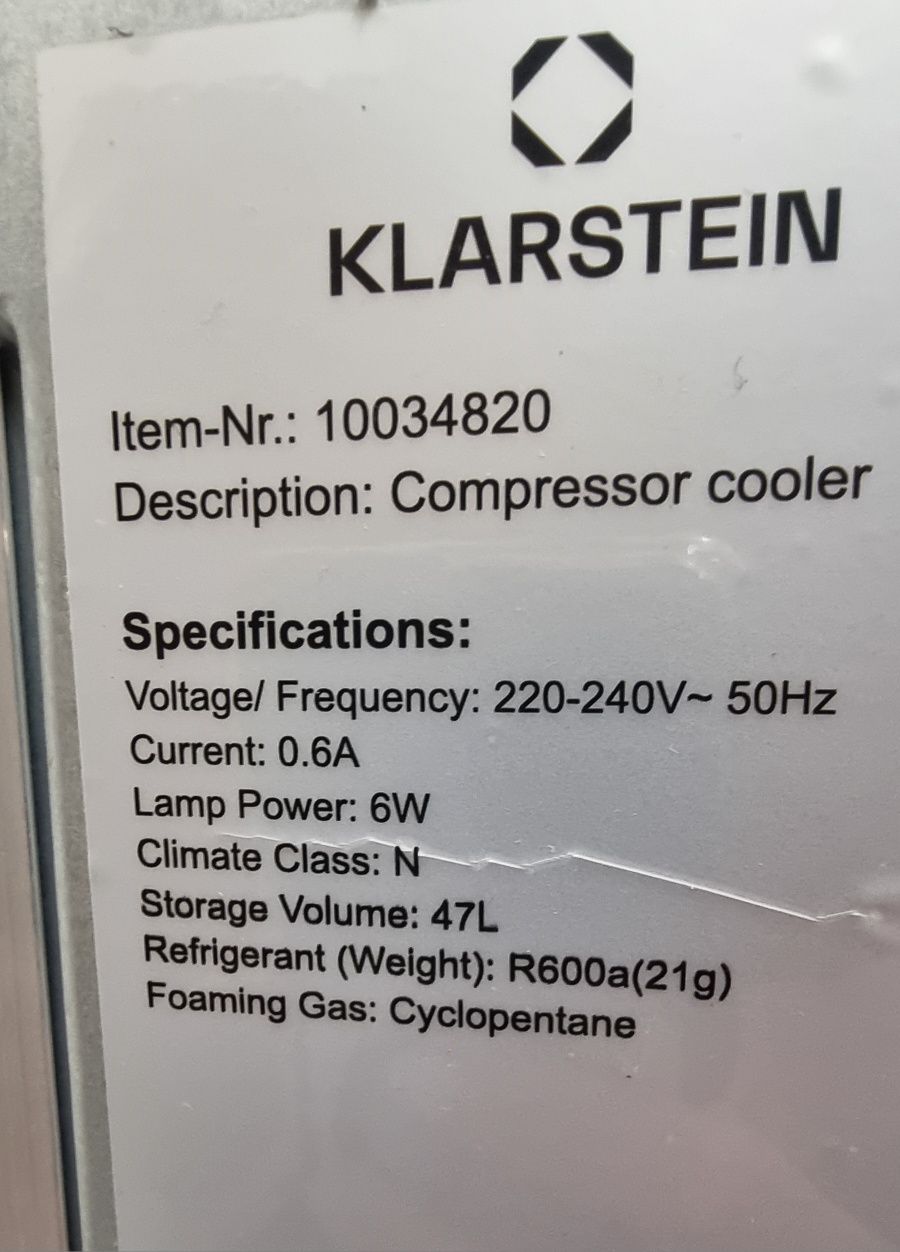 KLARSTEIN
Item-Nr.: 10034820
Description: Compressor cooler
Specifications:
Voltage/ Frequency: 220-240V~ 50Hz
Current: 0.6A
Lamp Power: 6W
Climate Class: N
Storage Volume: 47L
Refrigerant (Weight): R600a(21g)
Foaming Gas: Cyclopentane